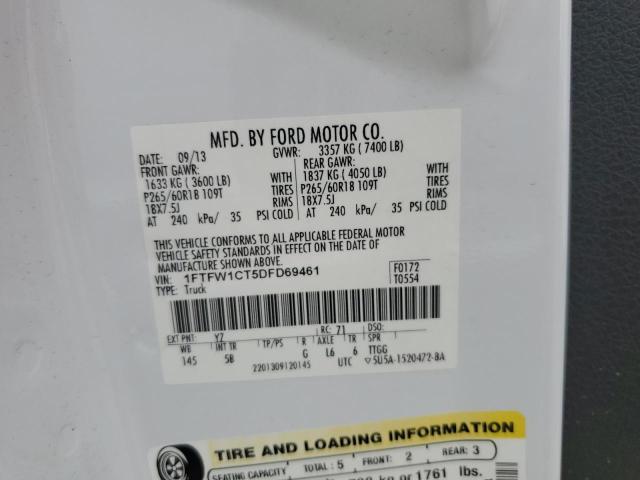 MFD. BY FORD MOTOR CO.
DATE: 09/13 GVWR: 3357 KG ( 7400 LB)
FRONT GAWR: REAR GAWR:
1633 KG ( 3600 LB) WITH 1837 KG ( 4050 LB) WITH
P265/60R18 109T TIRES P265/60R18 109T TIRES
18X7.5J RIMS 18X7.5J RIMS
AT 240 kPa/ 35 PSI COLD AT 240 kPa/ 35 PSI COLD
THIS VEHICLE CONFORMS TO ALL APPLICABLE FEDERAL MOTOR
VEHICLE SAFETY STANDARDS IN EFFECT ON THE DATE OF
MANUFACTURE SHOWN ABOVE.
VIN: 1FTFW1CT5DFD69461 F0172
TYPE: Truck T0554
EXT PNT: YZ RC: 71 DSO:
WB INT TR TP/PS R AXLE TR SPR
145 5B G L6 6 TTGG
2201309120145 UTC ▽5U5A-1520472-BA
TIRE AND LOADING INFORMATION
SEATING CAPACITY TOTAL: 5 FRONT: 2 REAR: 3
kg or 1761 lbs.